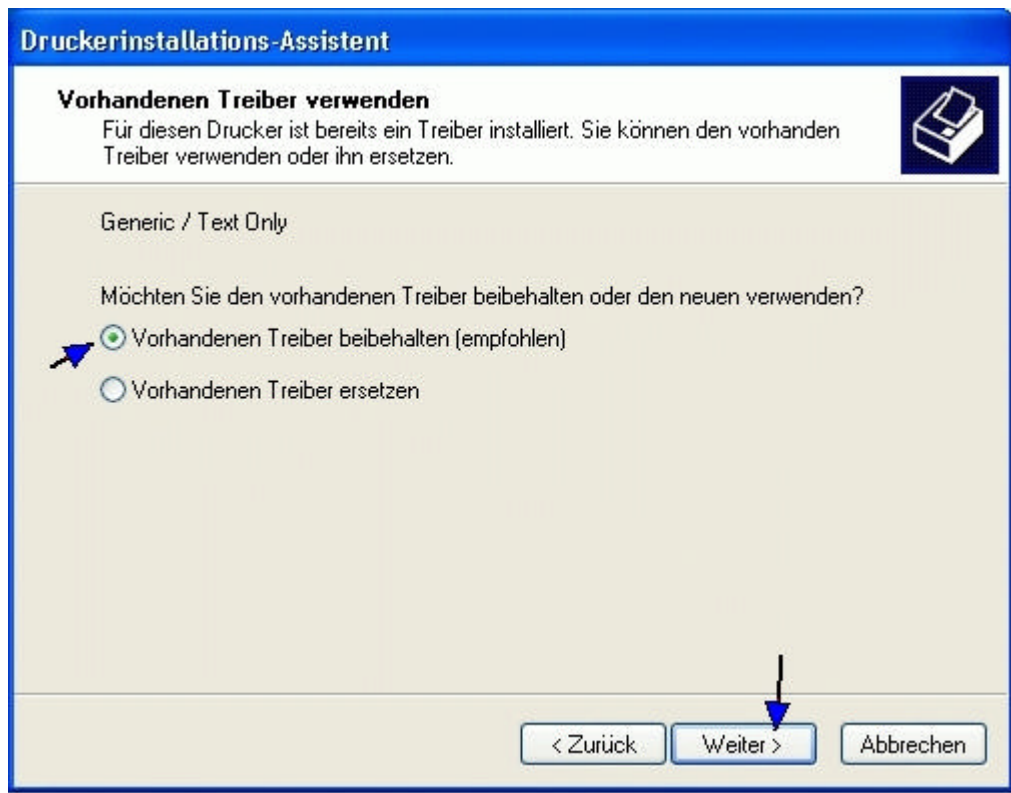 Druckerinstallations-Assistent
Vorhandenen Treiber verwenden
Für diesen Drucker ist bereits ein Treiber installiert. Sie können den vorhanden
Treiber verwenden oder ihn ersetzen.
Generic / Text Only
Möchten Sie den vorhandenen Treiber beibehalten oder den neuen verwenden?
Vorhandenen Treiber beibehalten (empfohlen)
Vorhandenen Treiber ersetzen
< Zurück Weiter > Abbrechen